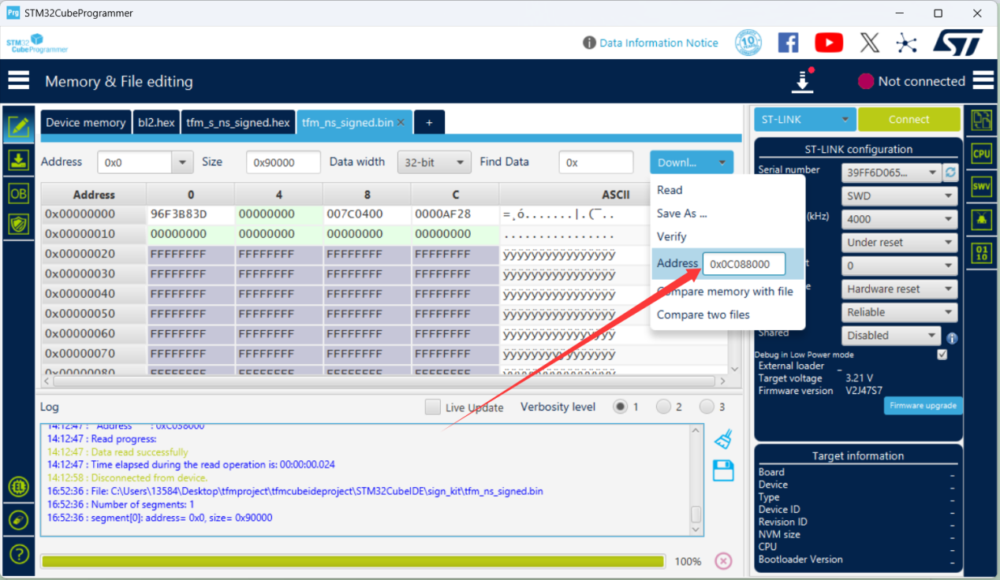 Prg STM32CubeProgrammer
STM32
CubeProgrammer
Data Information Notice
Memory & File editing
Not connected
Device memory bl2.hex tfm_s_ns_signed.hex tfm_ns_signed.bin +
Address 0x0 Size 0x90000 Data width 32-bit Find Data 0x Downl...
Address 0 4 8 C ASCII
0x00000000 96F3B83D 00000000 007C0400 0000AF28
0x00000010 00000000 00000000 00000000 00000000 ................
0x00000020 FFFFFFFF FFFFFFFF FFFFFFFF FFFFFFFF ÿÿÿÿÿÿÿÿÿÿÿÿÿÿÿÿ
0x00000030 FFFFFFFF FFFFFFFF FFFFFFFF FFFFFFFF ÿÿÿÿÿÿÿÿÿÿÿÿÿÿÿÿ
0x00000040 FFFFFFFF FFFFFFFF FFFFFFFF FFFFFFFF ÿÿÿÿÿÿÿÿÿÿÿÿÿÿÿÿ
0x00000050 FFFFFFFF FFFFFFFF FFFFFFFF FFFFFFFF ÿÿÿÿÿÿÿÿÿÿÿÿÿÿÿÿ
0x00000060 FFFFFFFF FFFFFFFF FFFFFFFF FFFFFFFF ÿÿÿÿÿÿÿÿÿÿÿÿÿÿÿÿ
0x00000070 FFFFFFFF FFFFFFFF FFFFFFFF FFFFFFFF ÿÿÿÿÿÿÿÿÿÿÿÿÿÿÿÿ
0x00000080 FFFFFFFF FFFFFFFF FFFFFFFF FFFFFFFF
Read
Save As ...
Verify
Address 0x0C088000
Compare memory with file
Compare two files
Log
Live Update Verbosity level 1 2 3
14:12:47 : Address : 0xC038000
14:12:47 : Read progress:
14:12:47 : Data read successfully
14:12:47 : Time elapsed during the read operation is: 00:00:00.024
14:12:58 : Disconnected from device.
16:52:36 : File: C:\Users\13584\Desktop\tfmproject\tfmcubeideproject\STM32CubeIDE\sign_kit\tfm_ns_signed.bin
16:52:36 : Number of segments: 1
16:52:36 : segment[0]: address= 0x0, size= 0x90000
100%
ST-LINK Connect
ST-LINK configuration
Serial number 39FF6D065...
SWD
(kHz) 4000
Under reset
0
Hardware reset
Reliable
Shared Disabled
Debug in Low Power mode
External loader _
Target voltage 3.21 V
Firmware version V2J47S7
Firmware upgrade
Target information
Board _
Device _
Type _
Device ID _
Revision ID _
NVM size _
CPU _
Bootloader Version _
OB
CPU
SWV
01
10
ST
10
EL
?